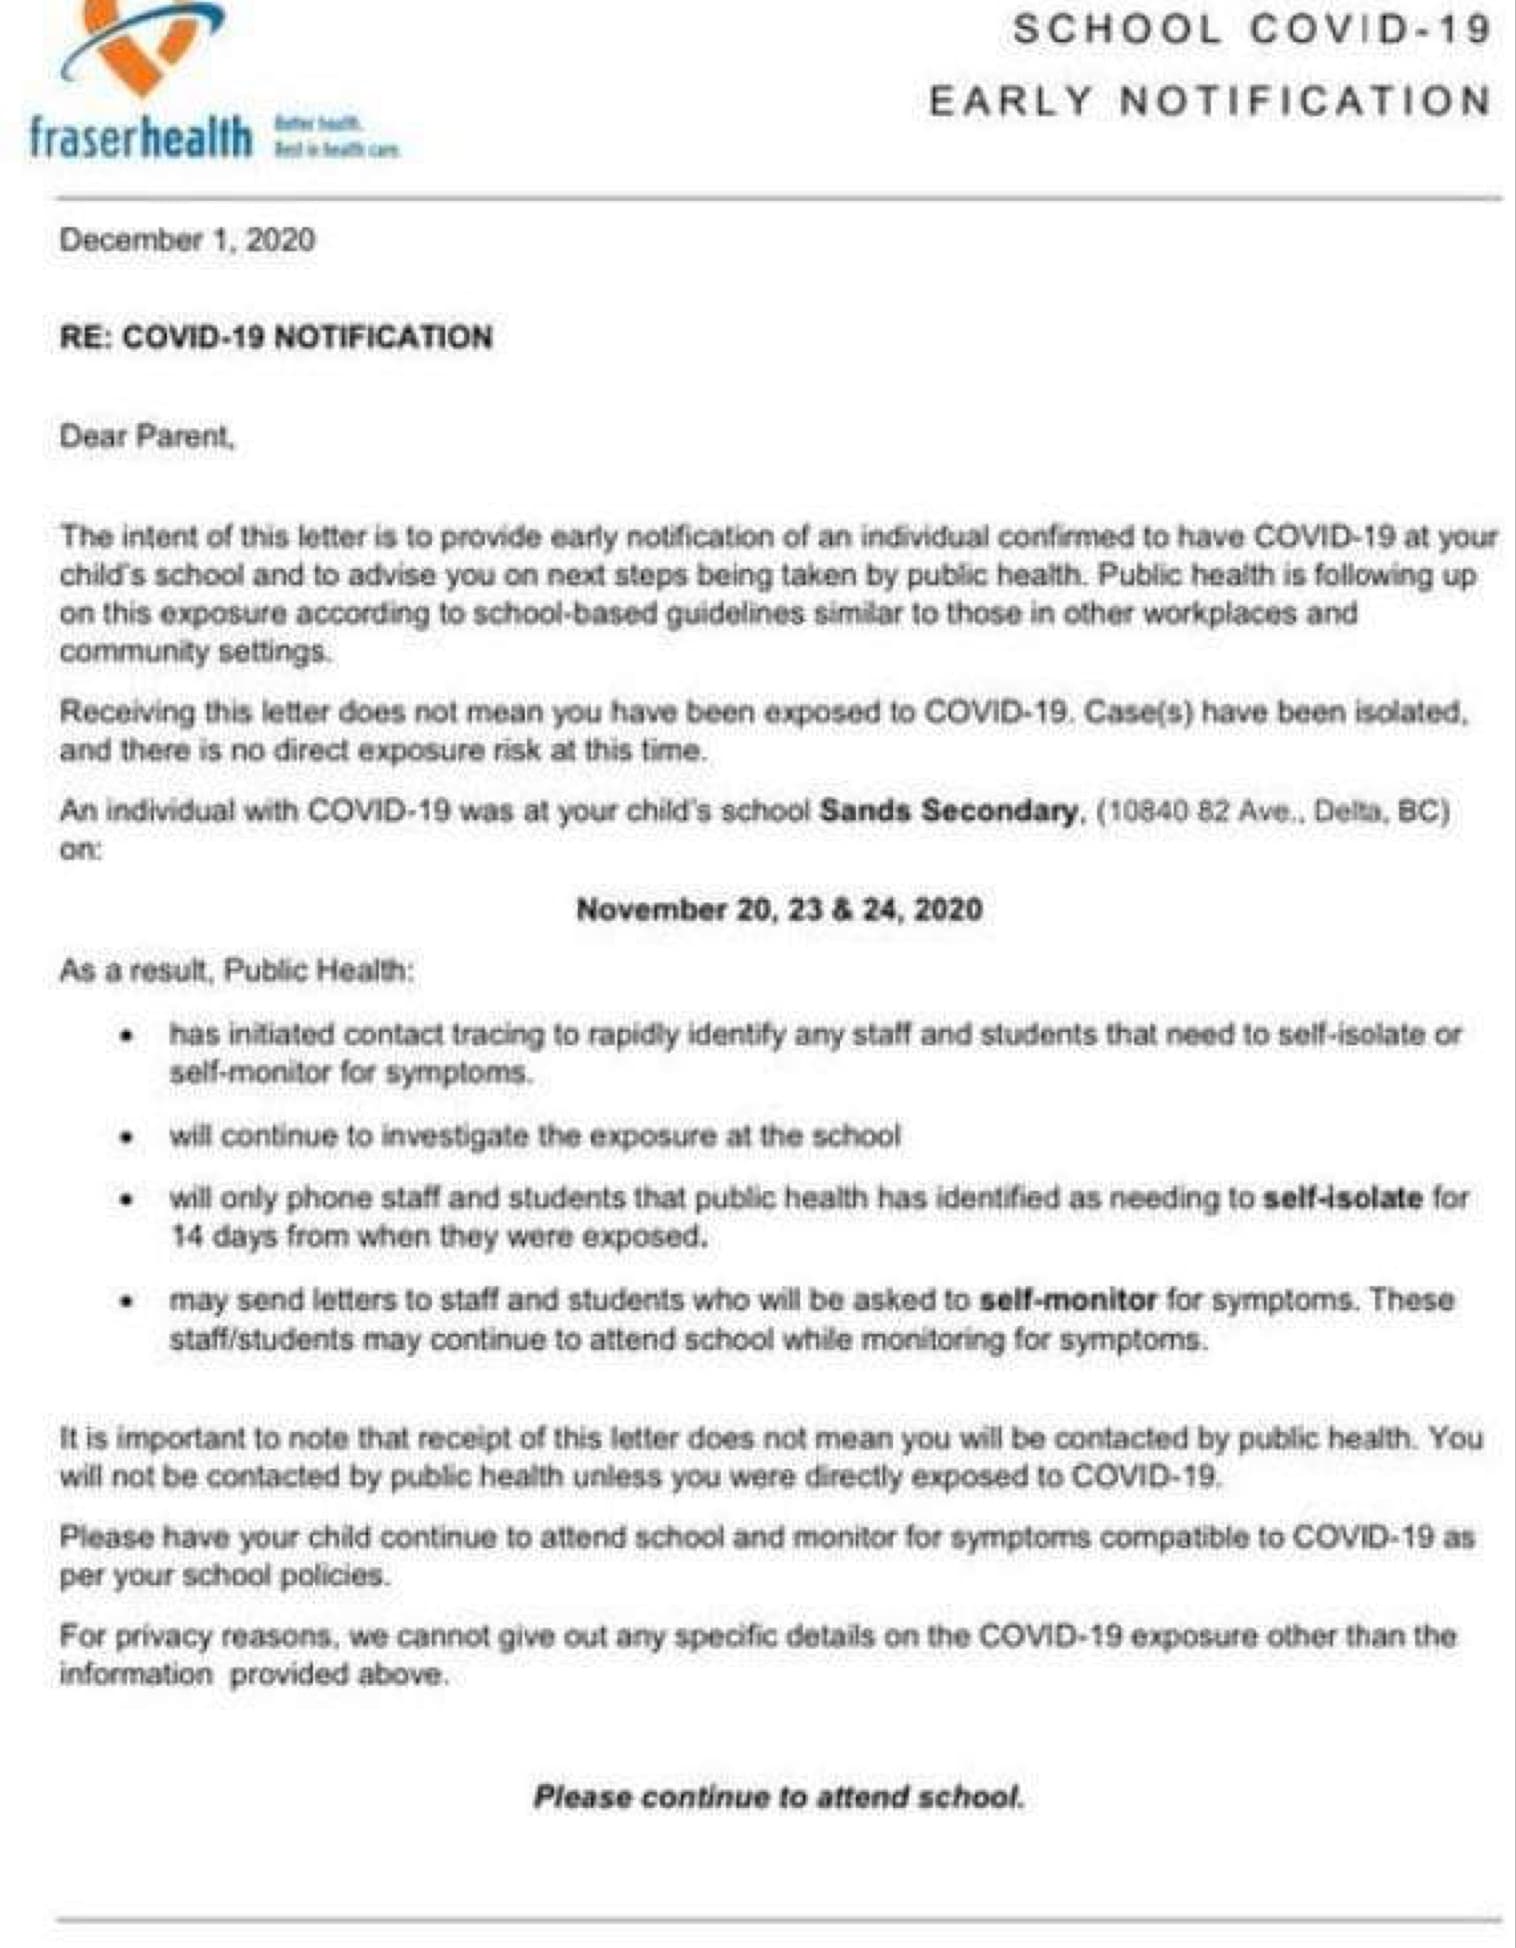 SCHOOL COVID-19
EARLY NOTIFICATION
fraserhealth
Better health.
Best in health care.
December 1, 2020
RE: COVID-19 NOTIFICATION
Dear Parent,
The intent of this letter is to provide early notification of an individual confirmed to have COVID-19 at your
child's school and to advise you on next steps being taken by public health. Public health is following up
on this exposure according to school-based guidelines similar to those in other workplaces and
community settings.
Receiving this letter does not mean you have been exposed to COVID-19. Case(s) have been isolated,
and there is no direct exposure risk at this time.
An individual with COVID-19 was at your child's school Sands Secondary, (10840 82 Ave., Delta, BC)
on:
November 20, 23 & 24, 2020
As a result, Public Health:
• has initiated contact tracing to rapidly identify any staff and students that need to self-isolate or
self-monitor for symptoms.
• will continue to investigate the exposure at the school
• will only phone staff and students that public health has identified as needing to self-isolate for
14 days from when they were exposed.
• may send letters to staff and students who will be asked to self-monitor for symptoms. These
staff/students may continue to attend school while monitoring for symptoms.
It is important to note that receipt of this letter does not mean you will be contacted by public health. You
will not be contacted by public health unless you were directly exposed to COVID-19.
Please have your child continue to attend school and monitor for symptoms compatible to COVID-19 as
per your school policies.
For privacy reasons, we cannot give out any specific details on the COVID-19 exposure other than the
information provided above.
Please continue to attend school.